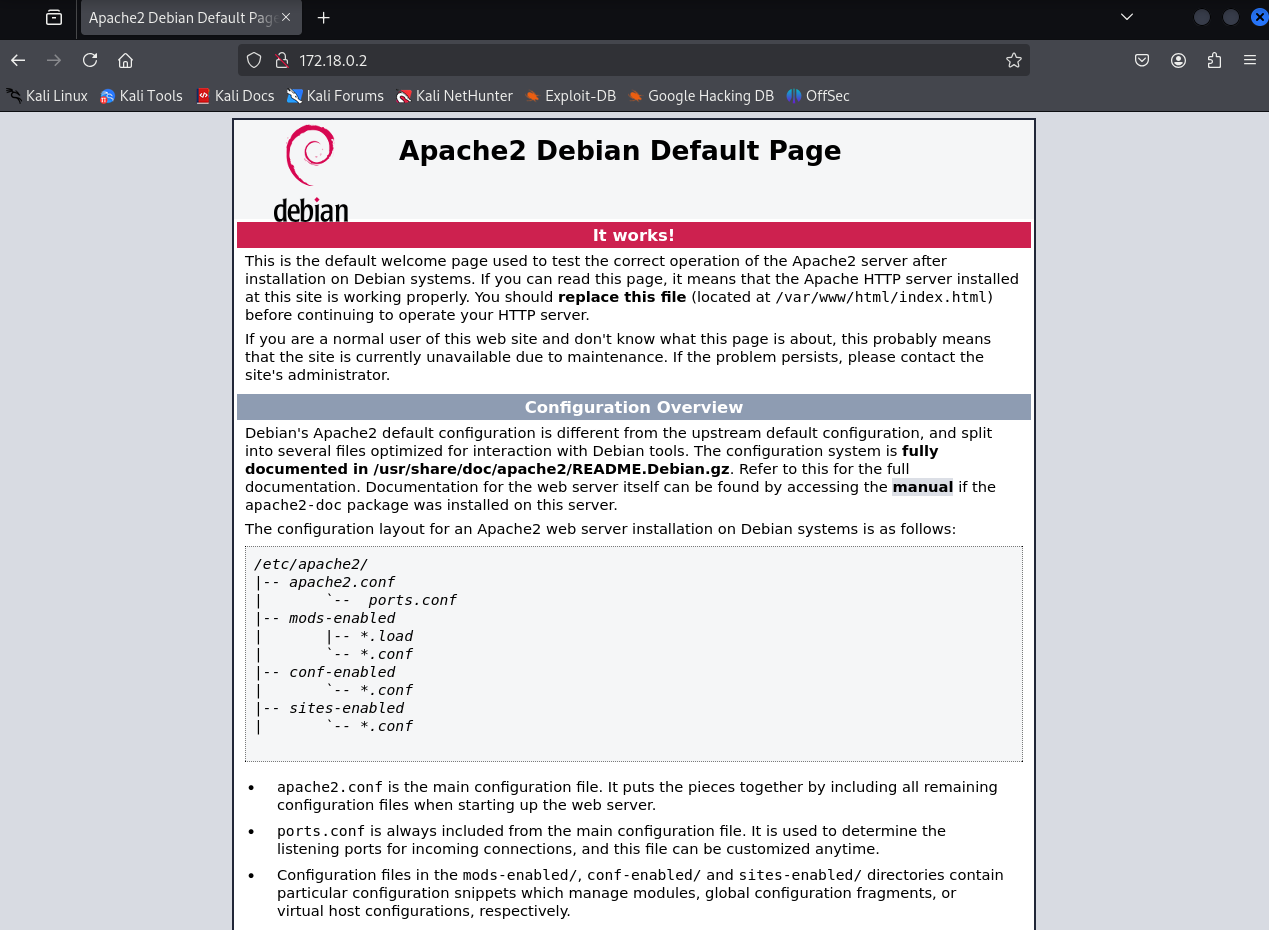 Apache2 Debian Default Pag
172.18.0.2
Kali Linux Kali Tools Kali Docs Kali Forums Kali NetHunter Exploit-DB Google Hacking DB OffSec
debian
Apache2 Debian Default Page
It works!
This is the default welcome page used to test the correct operation of the Apache2 server after
installation on Debian systems. If you can read this page, it means that the Apache HTTP server installed
at this site is working properly. You should replace this file (located at /var/www/html/index.html)
before continuing to operate your HTTP server.
If you are a normal user of this web site and don't know what this page is about, this probably means
that the site is currently unavailable due to maintenance. If the problem persists, please contact the
site's administrator.
Configuration Overview
Debian's Apache2 default configuration is different from the upstream default configuration, and split
into several files optimized for interaction with Debian tools. The configuration system is fully
documented in /usr/share/doc/apache2/README.Debian.gz. Refer to this for the full
documentation. Documentation for the web server itself can be found by accessing the manual if the
apache2-doc package was installed on this server.
The configuration layout for an Apache2 web server installation on Debian systems is as follows:
/etc/apache2/
|-- apache2.conf
|       `--  ports.conf
|-- mods-enabled
|       |-- *.load
|       `-- *.conf
|-- conf-enabled
|       `-- *.conf
|-- sites-enabled
|       `-- *.conf
• apache2.conf is the main configuration file. It puts the pieces together by including all remaining
configuration files when starting up the web server.
• ports.conf is always included from the main configuration file. It is used to determine the
listening ports for incoming connections, and this file can be customized anytime.
• Configuration files in the mods-enabled/, conf-enabled/ and sites-enabled/ directories contain
particular configuration snippets which manage modules, global configuration fragments, or
virtual host configurations, respectively.